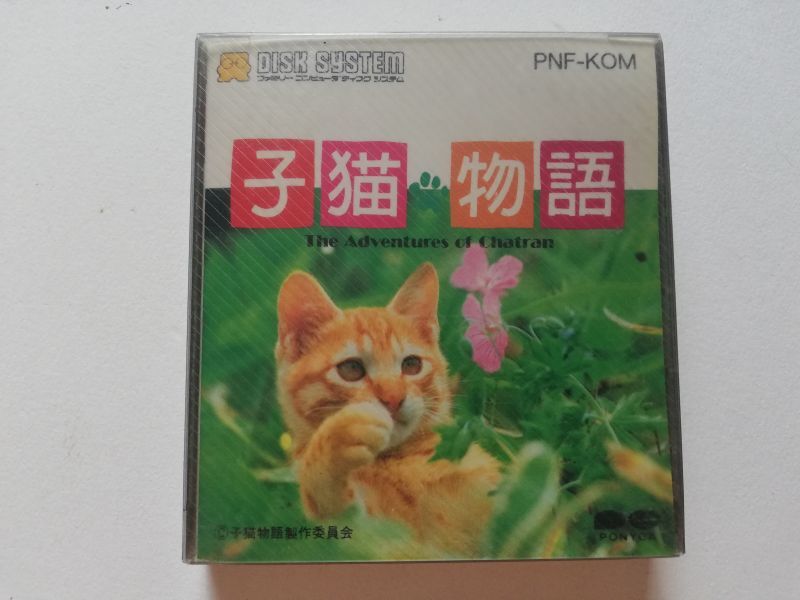 DISK SYSTEM
ファミリー コンピュータ ディスク システム
PNF-KOM
子猫物語
The Adventures of Chatran
©子猫物語製作委員会
PONYCA